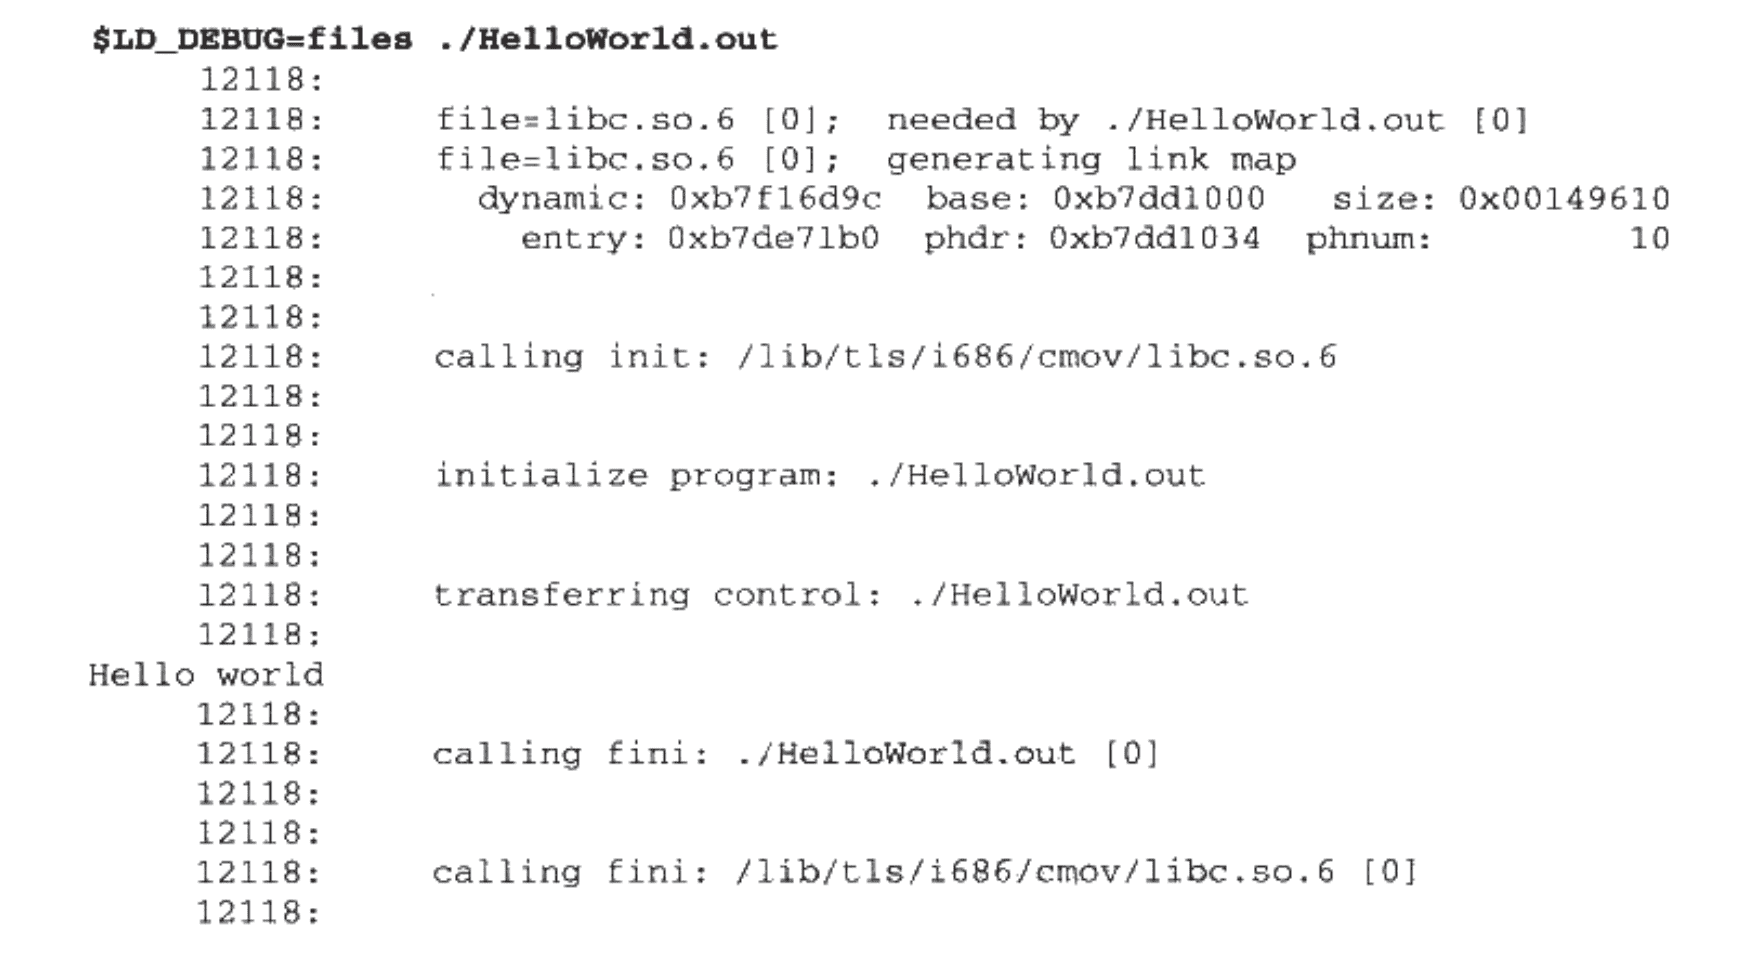 $LD_DEBUG=files ./HelloWorld.out
12118:
12118: file=libc.so.6 [0]; needed by ./HelloWorld.out [0]
12118: file=libc.so.6 [0]; generating link map
12118: dynamic: 0xb7f16d9c base: 0xb7dd1000 size: 0x00149610
12118: entry: 0xb7de71b0 phdr: 0xb7dd1034 phnum: 10
12118:
12118:
12118: calling init: /lib/tls/i686/cmov/libc.so.6
12118:
12118:
12118: initialize program: ./HelloWorld.out
12118:
12118:
12118: transferring control: ./HelloWorld.out
12118:
Hello world
12118:
12118: calling fini: ./HelloWorld.out [0]
12118:
12118:
12118: calling fini: /lib/tls/i686/cmov/libc.so.6 [0]
12118: